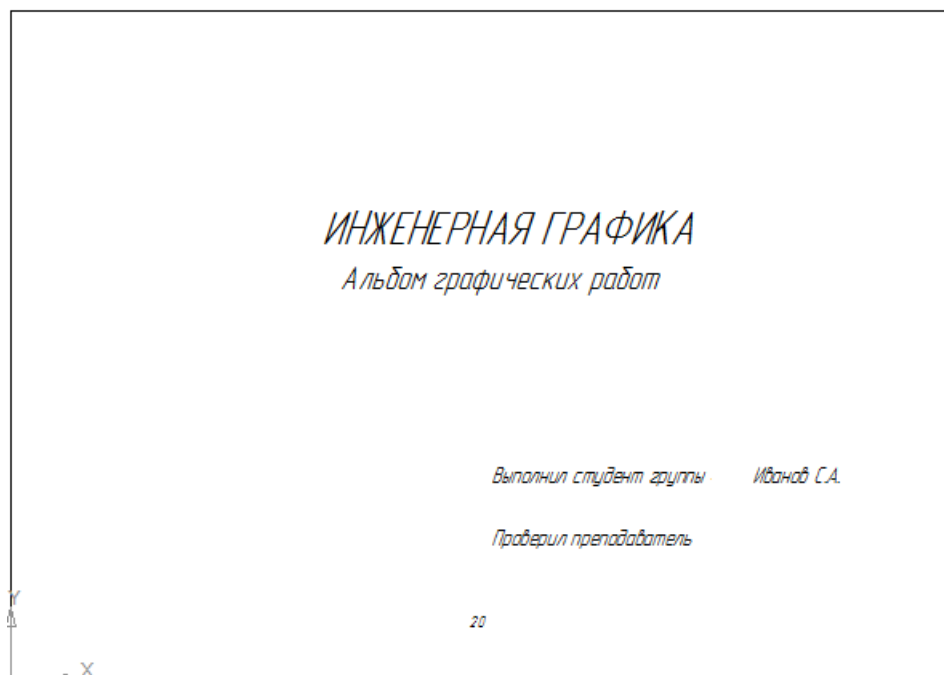 ИНЖЕНЕРНАЯ ГРАФИКА
Альбом графических работ
Выполнил студент группы Иванов С.А.
Проверил преподаватель
20
Y
X